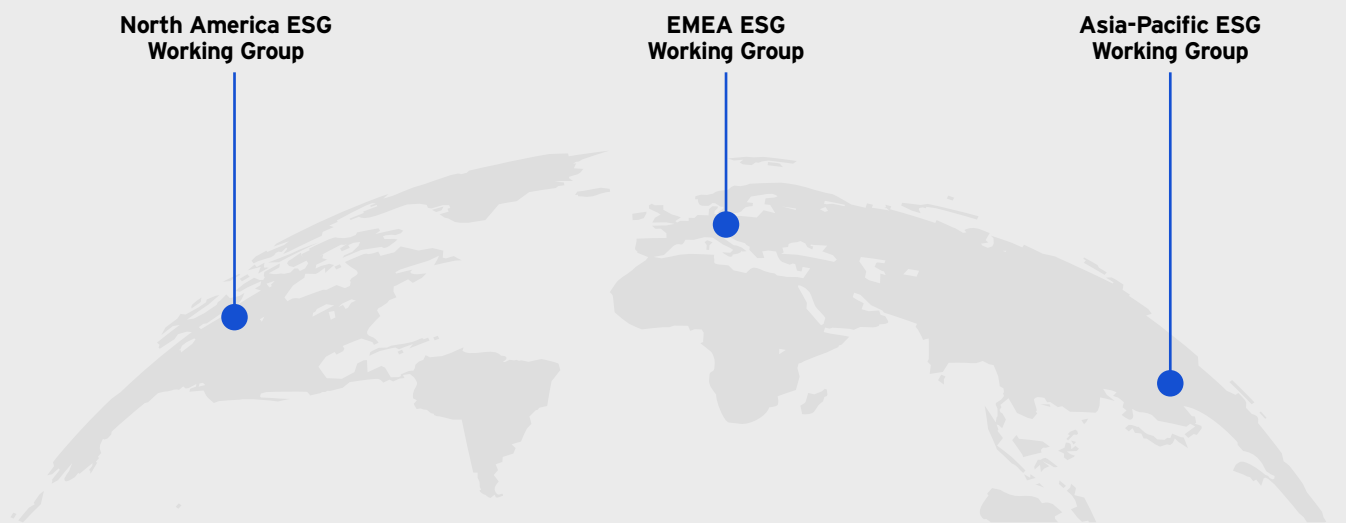 North America ESG
Working Group
EMEA ESG
Working Group
Asia-Pacific ESG
Working Group